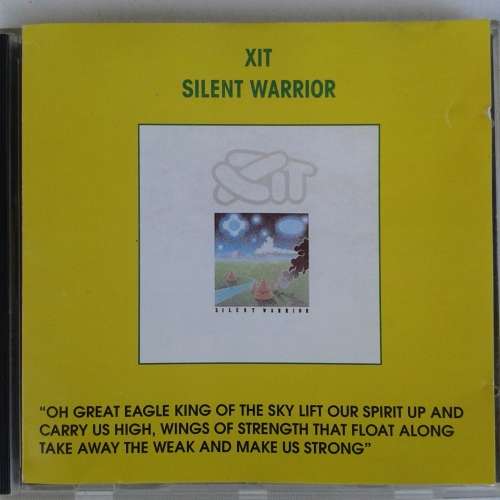 XIT
SILENT WARRIOR
XIT
SILENT WARRIOR
“OH GREAT EAGLE KING OF THE SKY LIFT OUR SPIRIT UP AND
CARRY US HIGH, WINGS OF STRENGTH THAT FLOAT ALONG
TAKE AWAY THE WEAK AND MAKE US STRONG”